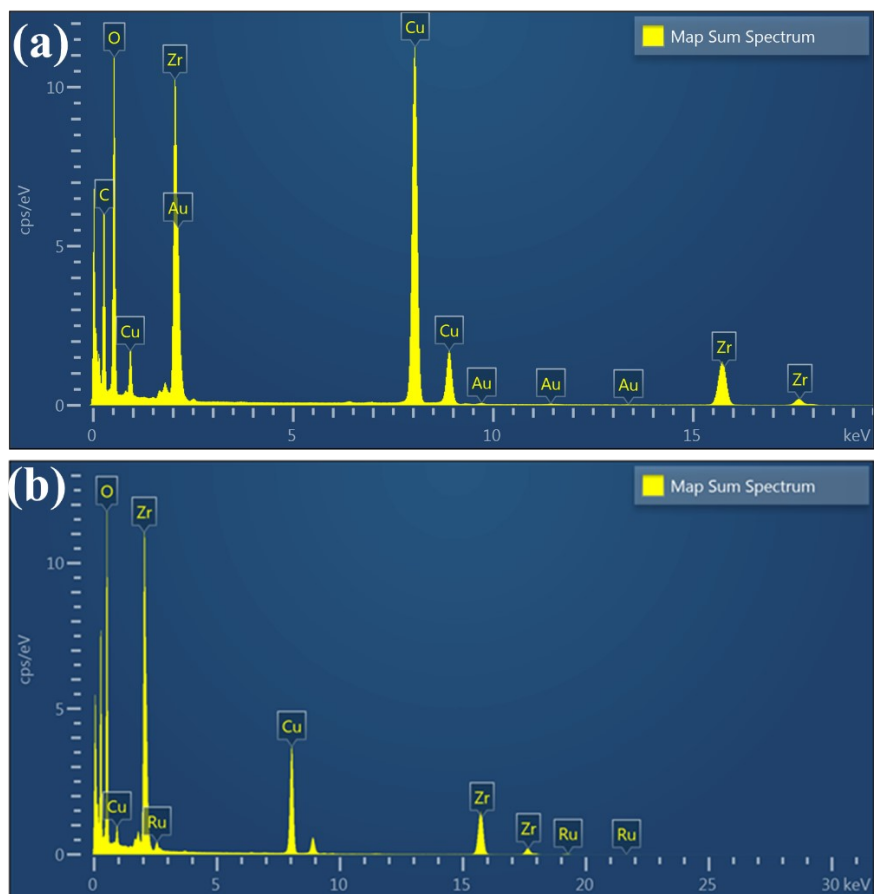 (a)
Map Sum Spectrum
O
Zr
Cu
C
Au
Cu
Cu
Au
Au
Au
Zr
Zr
cps/eV
10
5
0
0
5
10
15
keV
(b)
Map Sum Spectrum
O
Zr
Cu
Cu
Ru
Zr
Zr
Ru
Ru
cps/eV
10
5
0
0
5
10
15
20
25
30 keV